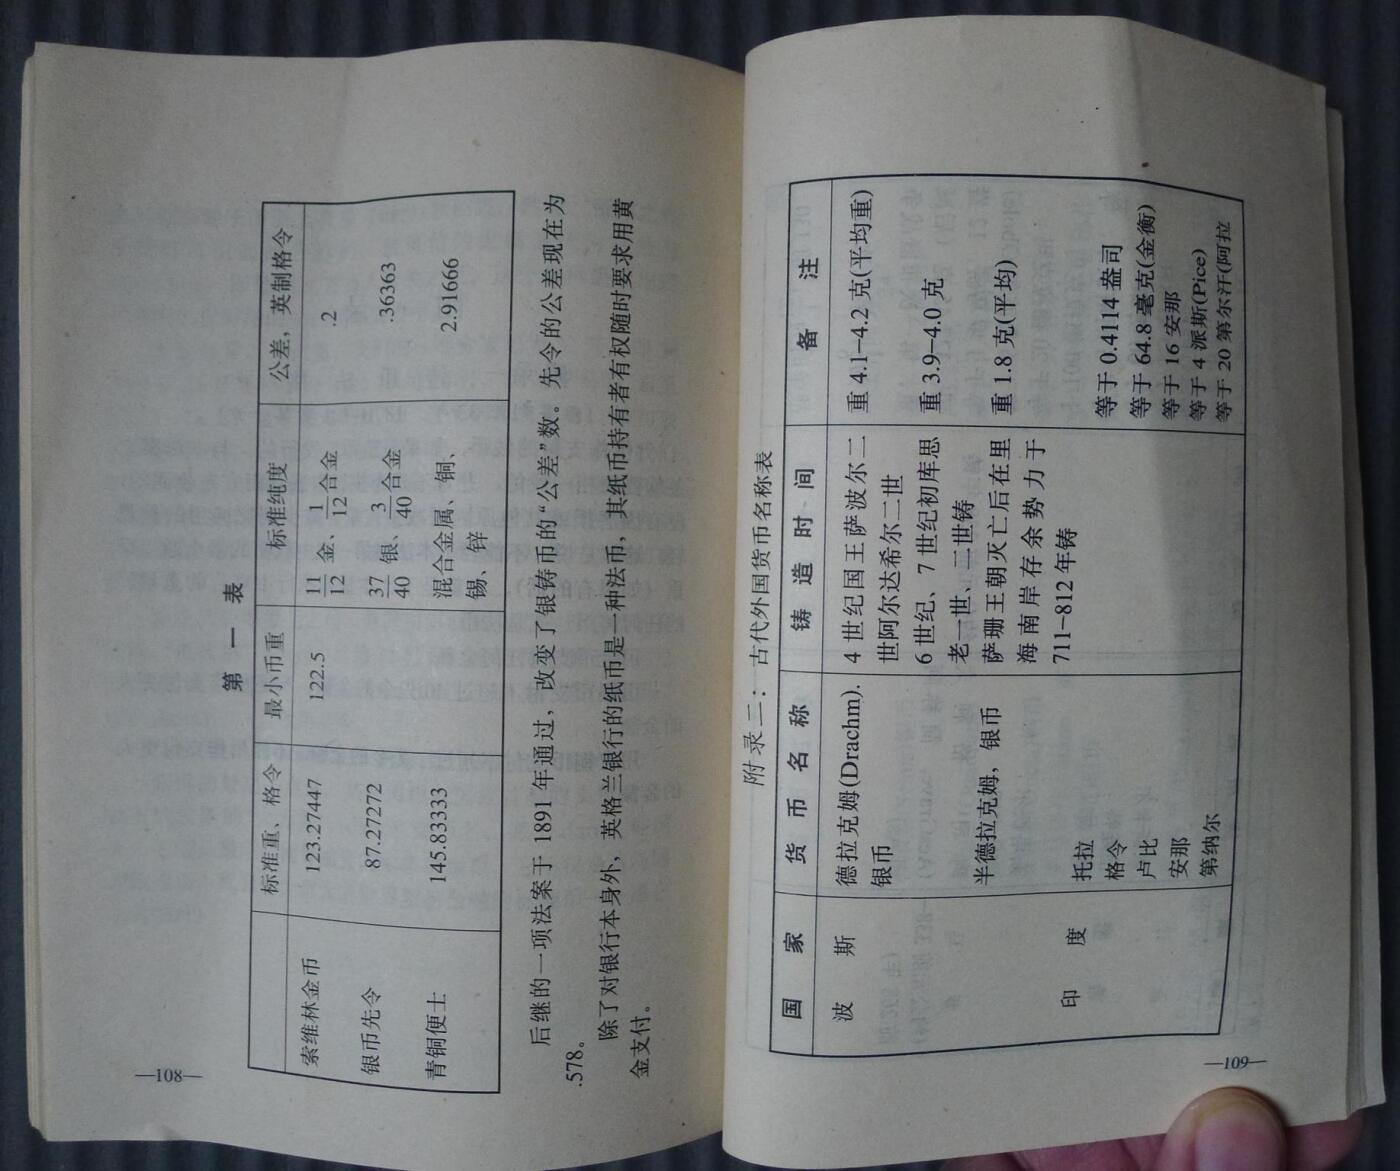 第一表
标准重、格令 最小币重 标准纯度 公差，英制格令
索维林金币 123.27447 122.5 11/12 金、1/12 合金 .2
银币先令 87.27272 37/40 银、3/40 合金 .36363
青铜便士 145.83333 混合金属、铜、 2.91666
锡、锌
后继的一项法案于 1891 年通过，改变了银铸币的“公差”数。先令的公差现在为
.578。
除了对银行本身外，英格兰银行的纸币是一种法币，其纸币持有者有权随时要求用黄
金支付。
—108—
附录二：古代外国货币名称表
国家 货币名称 铸造时间 备注
波斯 德拉克姆(Drachm). 4 世纪国王萨波尔二 重 4.1–4.2 克(平均重)
银币 世阿尔达希尔二世
6 世纪、7 世纪初库思 重 3.9–4.0 克
老一世、二世铸
半德拉克姆，银币 萨珊王朝灭亡后在里 重 1.8 克(平均)
海南岸存余势力于
711–812 年铸
印度 托拉 等于 0.4114 盎司
格令 等于 64.8 毫克(金衡)
卢比 等于 16 安那
安那 等于 4 派斯(Pice)
第纳尔 等于 20 第尔汗(阿拉
—109—